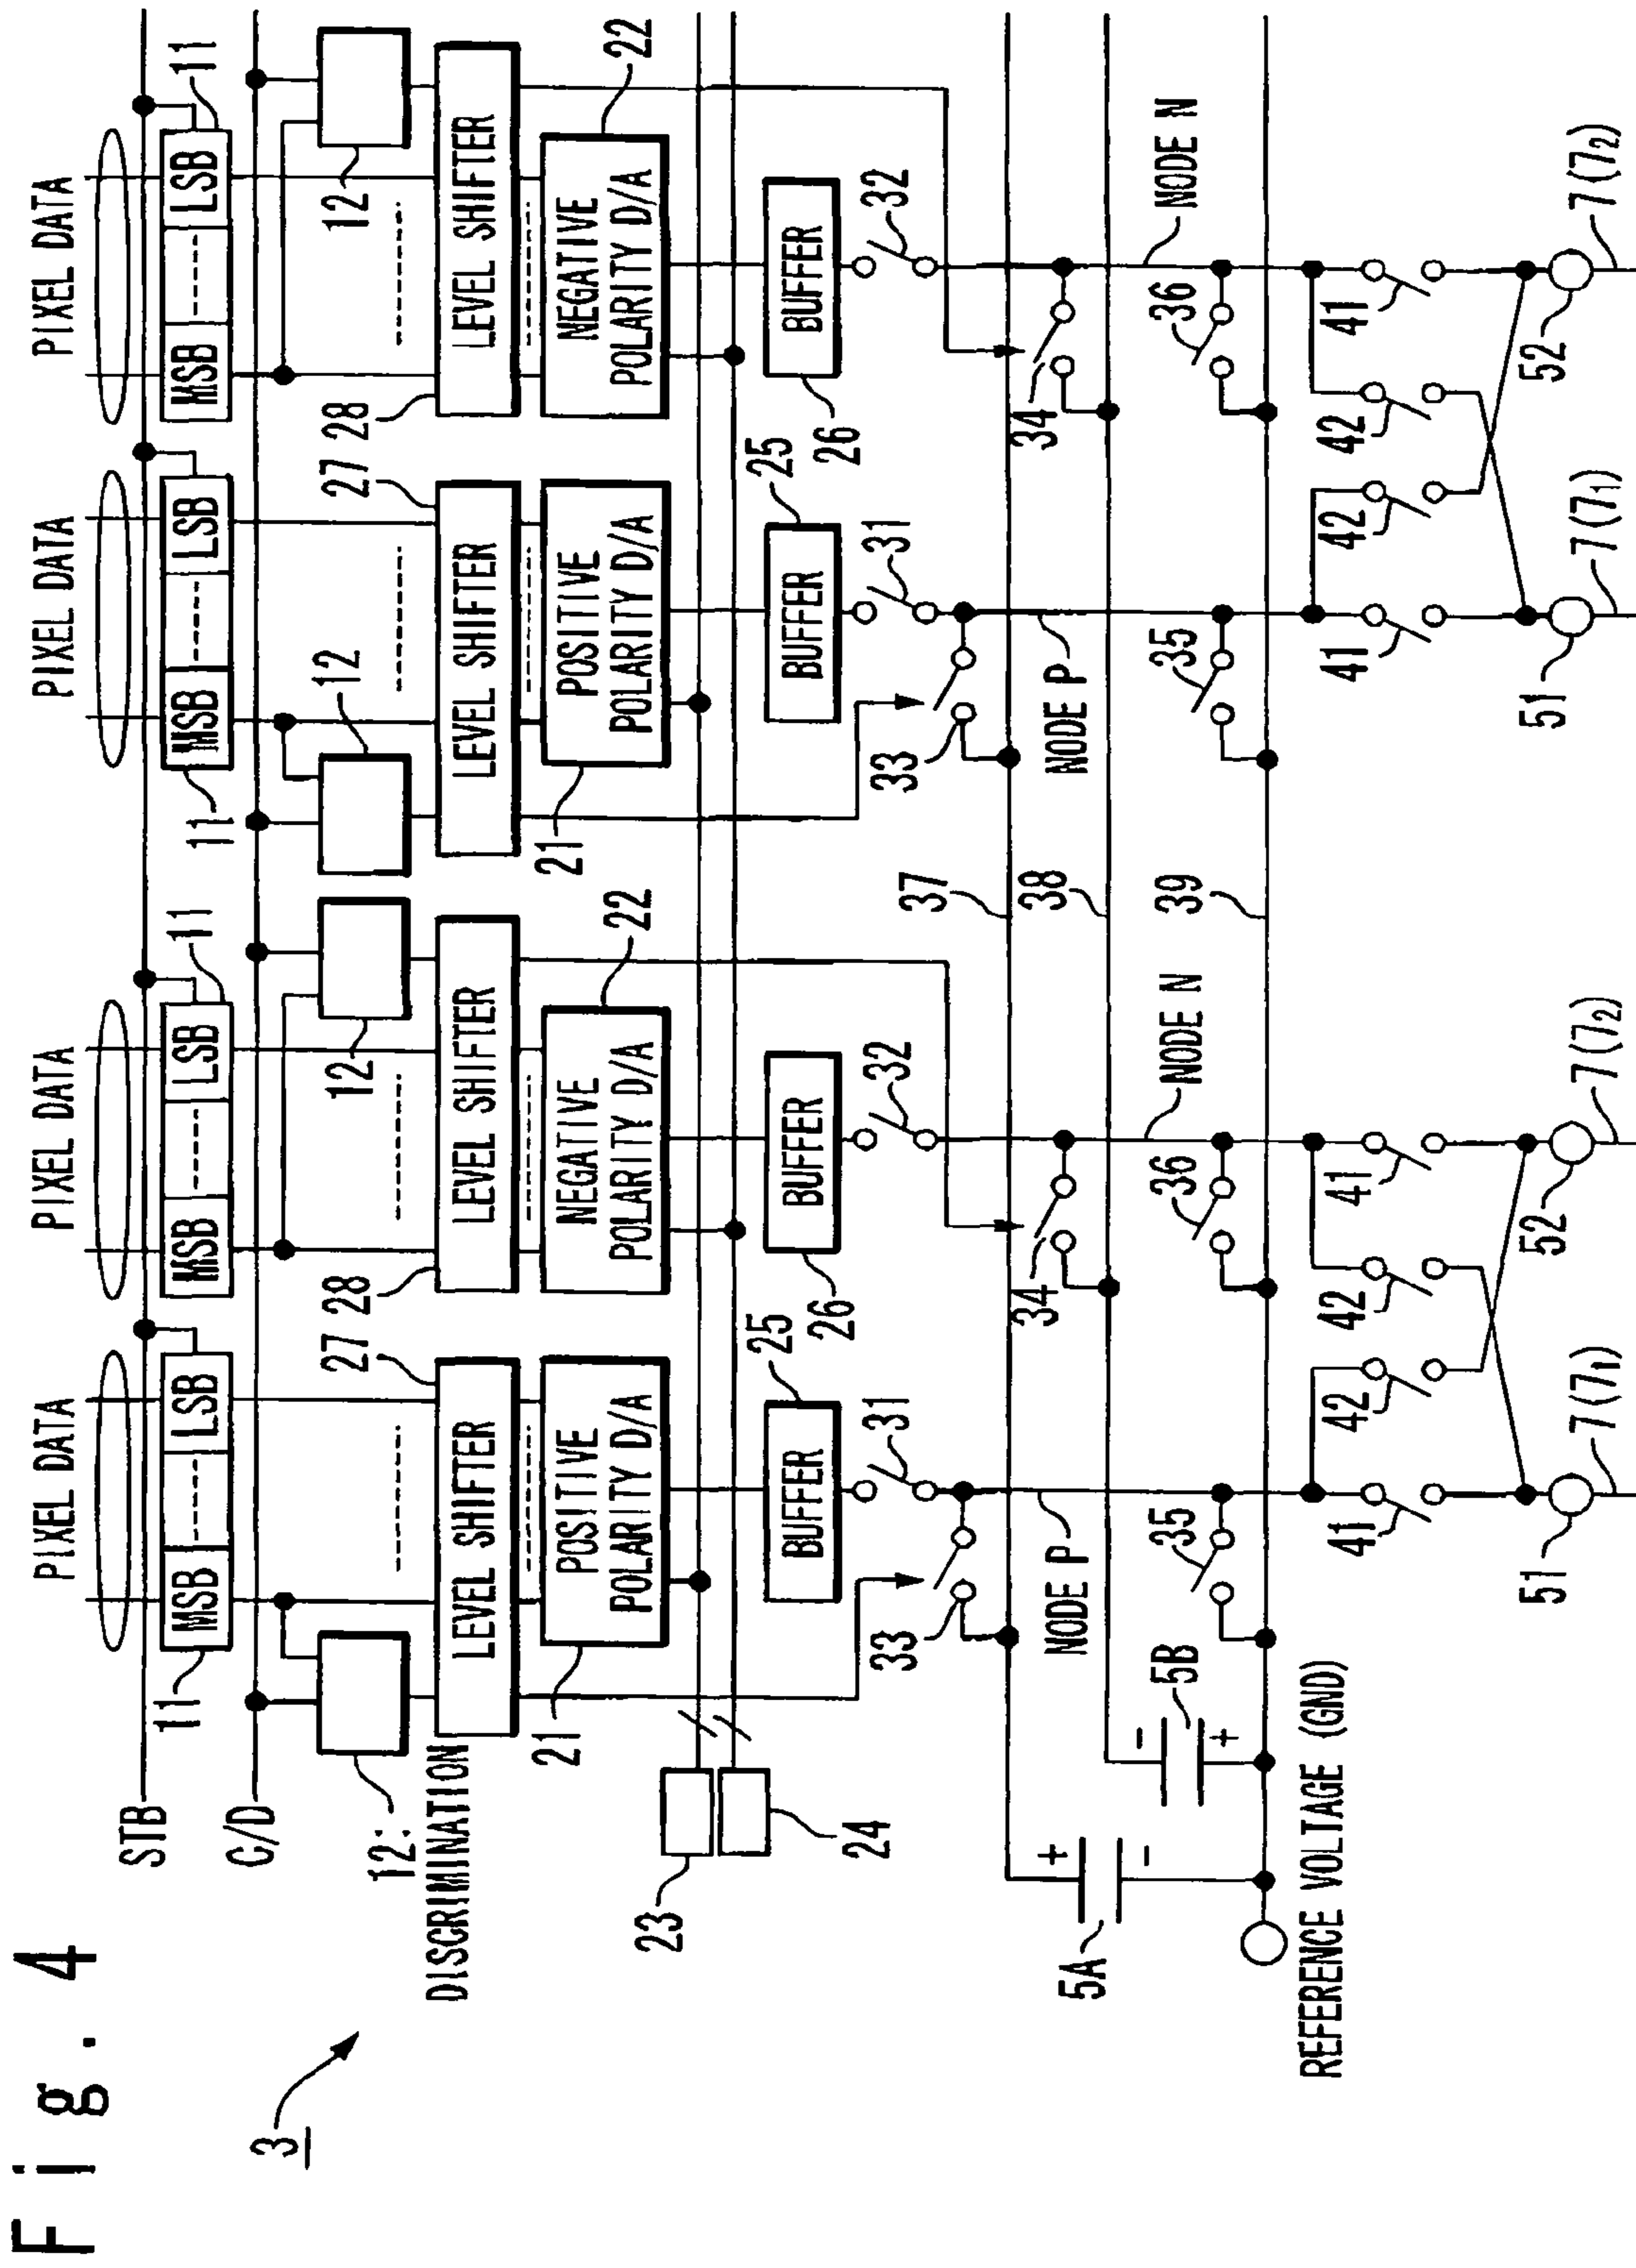 Fig. 4
3
PIXEL DATA PIXEL DATA PIXEL DATA PIXEL DATA
STB
MSB LSB MSB LSB MSB LSB MSB LSB
11 11 11 11
C/D
12:
DISCRIMINATION
12 12 12
27 28 27 28
LEVEL SHIFTER LEVEL SHIFTER LEVEL SHIFTER LEVEL SHIFTER
POSITIVE
POLARITY D/A
NEGATIVE
POLARITY D/A
POSITIVE
POLARITY D/A
NEGATIVE
POLARITY D/A
21 22 21 22
23
24
25 25
BUFFER BUFFER BUFFER BUFFER
26 26
31 32 31 32
33 33
37
34 34
38
NODE P NODE N NODE P NODE N
5A + -
5B - +
35 36 35 36
39
REFERENCE VOLTAGE (GND)
41 42 42 41 41 42 42 41
51 52 51 52
7(7₁) 7(7₂) 7(7₁) 7(7₂)